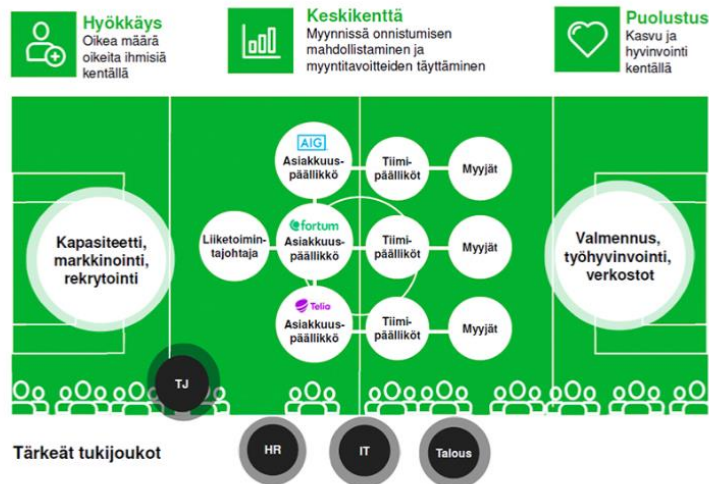 Hyökkäys
Oikea määrä
oikeita ihmisiä
kentällä
Keskikenttä
Myynnissä onnistumisen
mahdollistaminen ja
myyntitavoitteiden täyttäminen
Puolustus
Kasvu ja
hyvinvointi
kentällä
AIG
Asiakkuus-
päällikkö
Tiimi-
päälliköt
Myyjät
Kapasiteetti,
markkinointi,
rekrytointi
Liiketoimin-
tajohtaja
fortum
Asiakkuus-
päällikkö
Tiimi-
päälliköt
Myyjät
Valmennus,
työhyvinvointi,
verkostot
Telia
Asiakkuus-
päällikkö
Tiimi-
päälliköt
Myyjät
TJ
Tärkeät tukijoukot
HR
IT
Talous